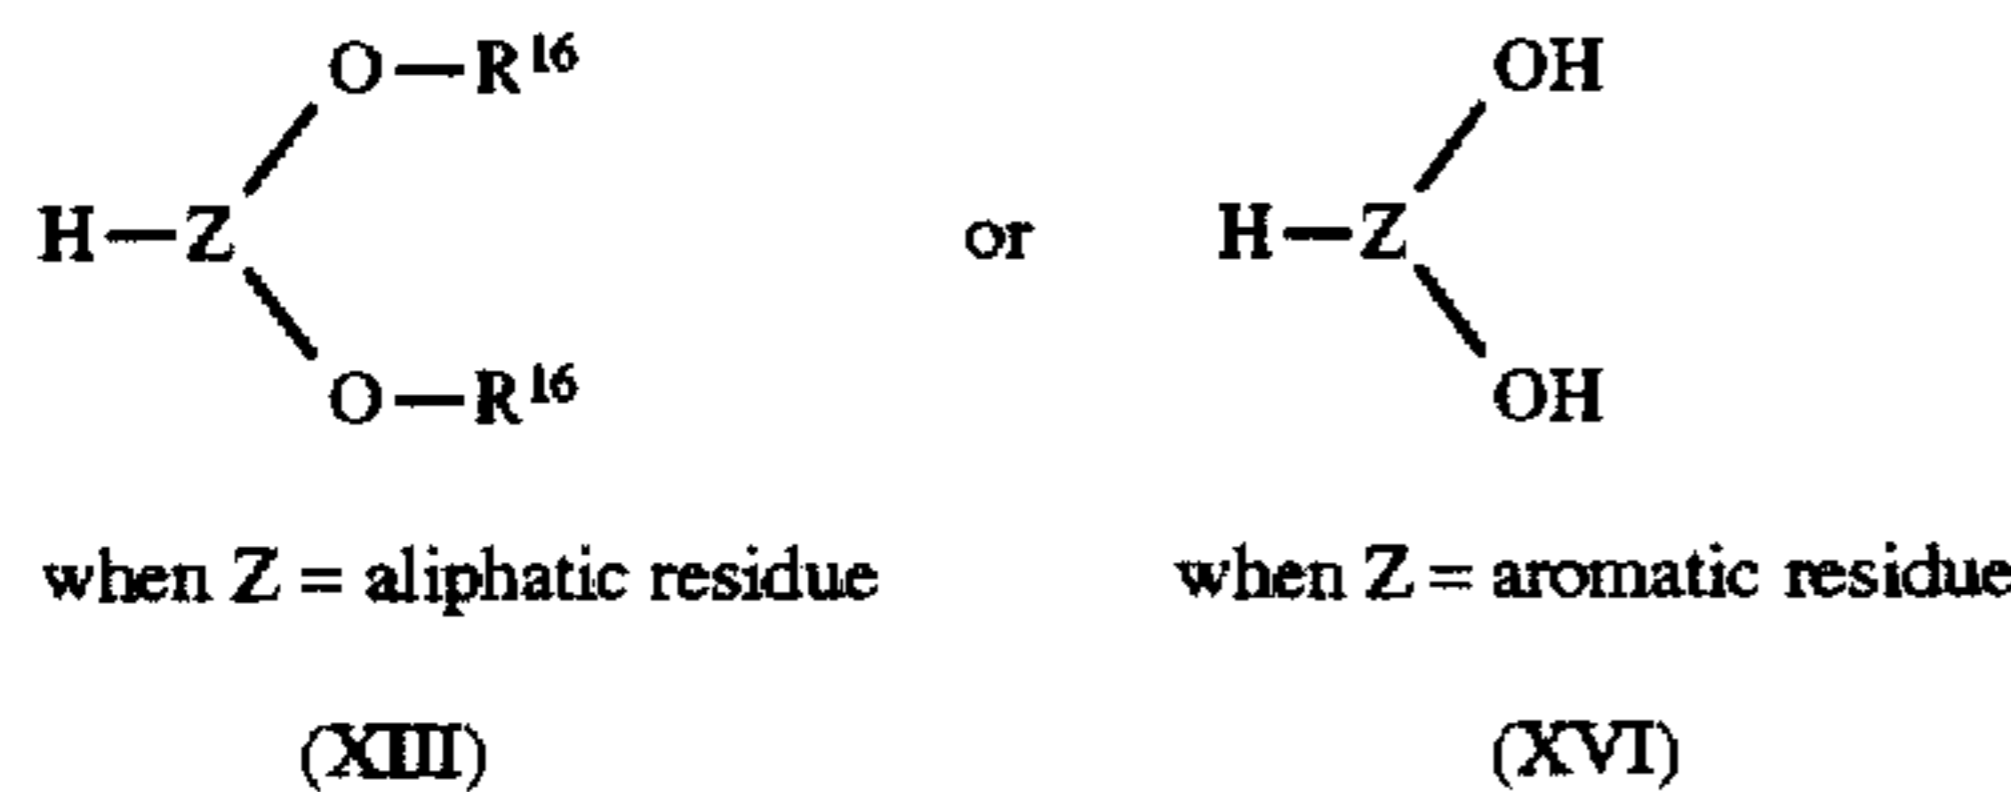 O—R16 OH
H—Z or H—Z
O—R16 OH
when Z = aliphatic residue when Z = aromatic residue
(XIII) (XVI)